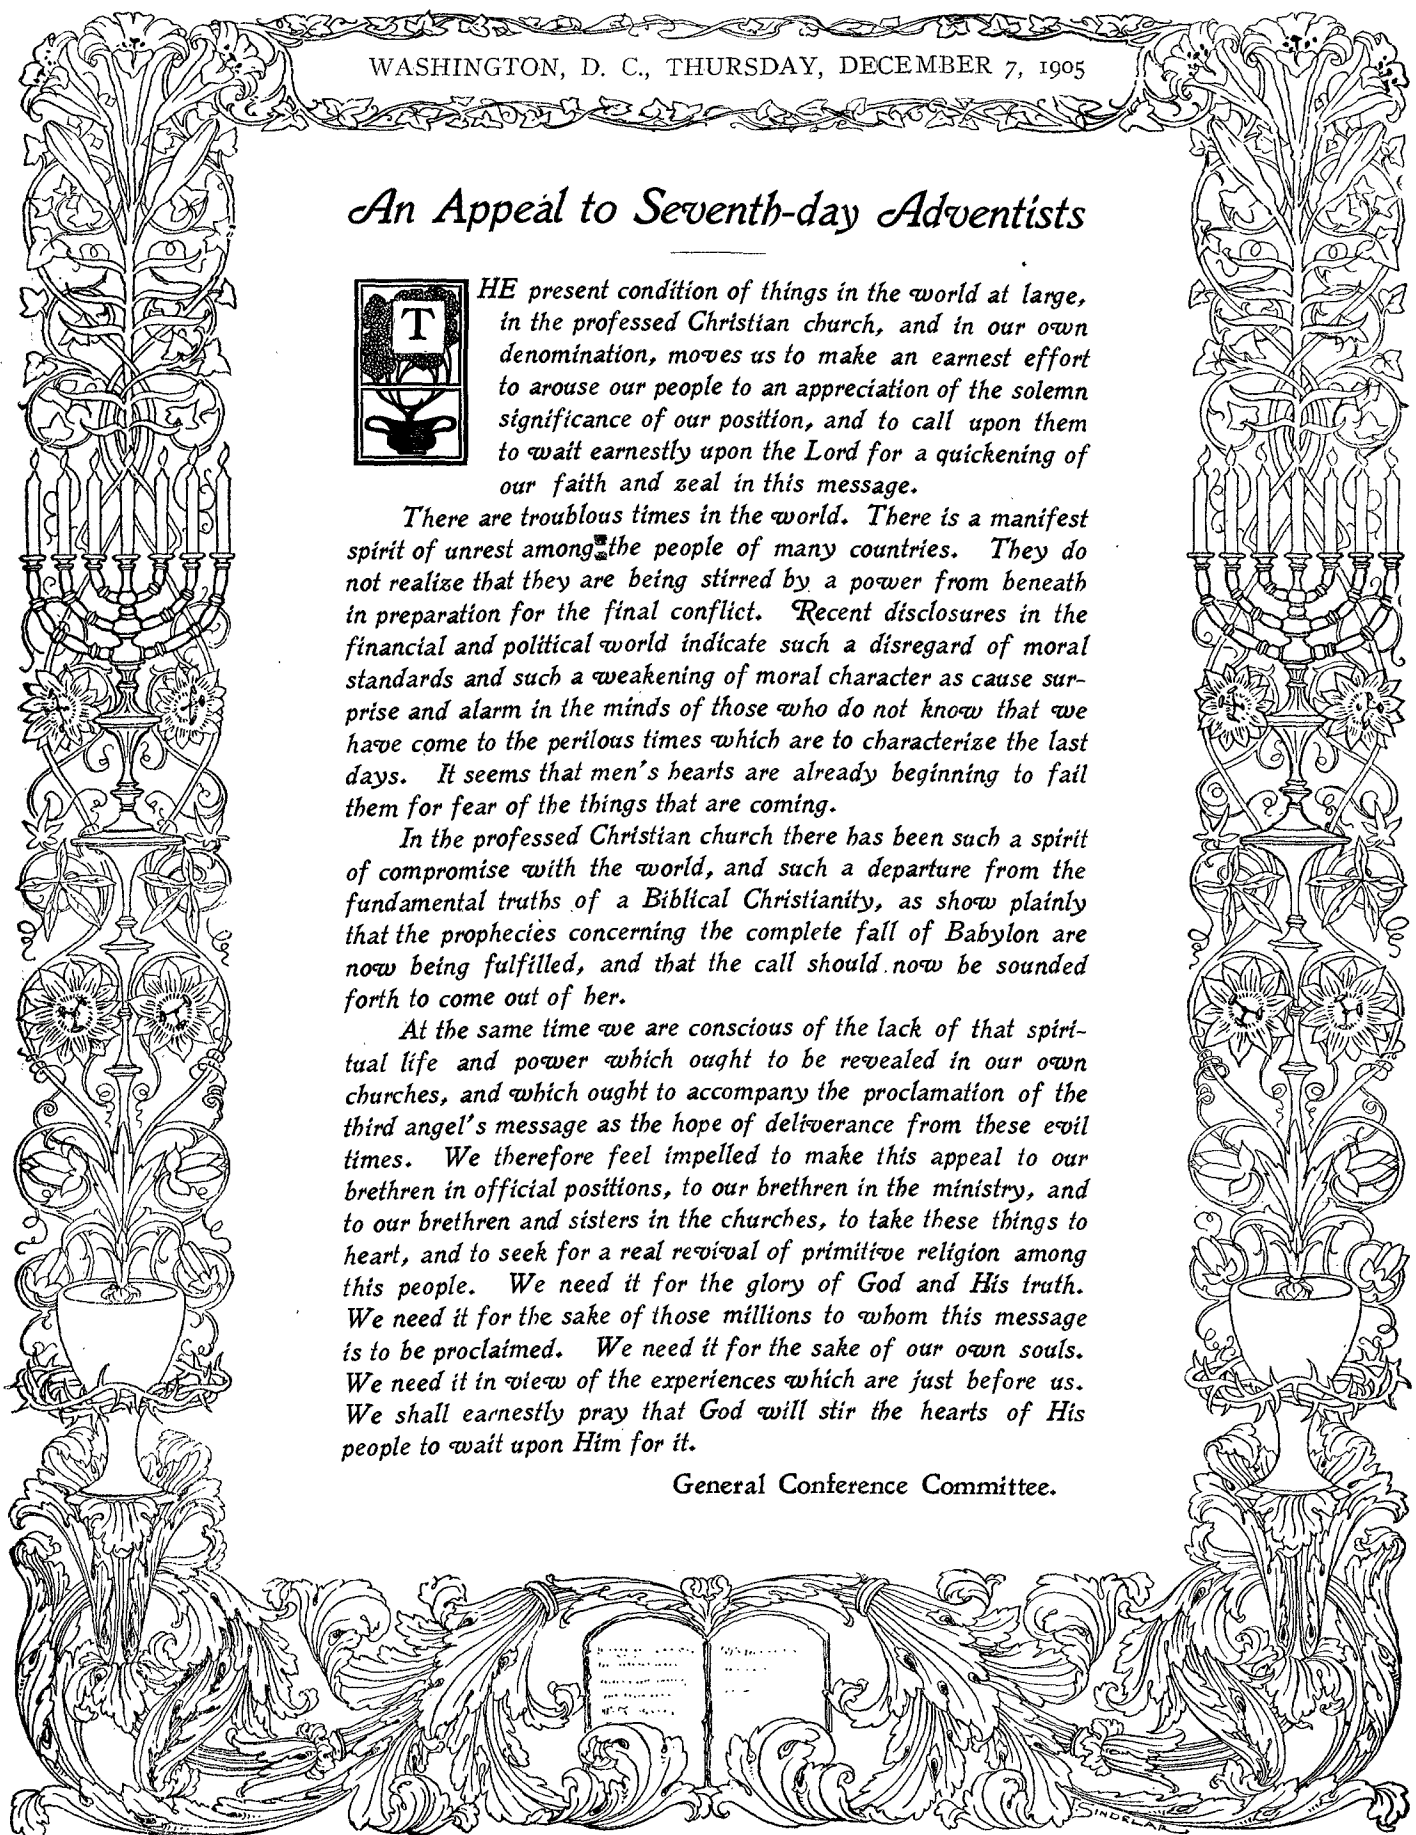 WASHINGTON, D. C., THURSDAY, DECEMBER 7, 1905
An Appeal to Seventh-day Adventists
THE present condition of things in the world at large,
in the professed Christian church, and in our own
denomination, moves us to make an earnest effort
to arouse our people to an appreciation of the solemn
significance of our position, and to call upon them
to wait earnestly upon the Lord for a quickening of
our faith and zeal in this message.
There are troublous times in the world. There is a manifest
spirit of unrest among the people of many countries. They do
not realize that they are being stirred by a power from beneath
in preparation for the final conflict. Recent disclosures in the
financial and political world indicate such a disregard of moral
standards and such a weakening of moral character as cause sur-
prise and alarm in the minds of those who do not know that we
have come to the perilous times which are to characterize the last
days. It seems that men's hearts are already beginning to fail
them for fear of the things that are coming.
In the professed Christian church there has been such a spirit
of compromise with the world, and such a departure from the
fundamental truths of a Biblical Christianity, as show plainly
that the prophecies concerning the complete fall of Babylon are
now being fulfilled, and that the call should now be sounded
forth to come out of her.
At the same time we are conscious of the lack of that spiri-
tual life and power which ought to be revealed in our own
churches, and which ought to accompany the proclamation of the
third angel's message as the hope of deliverance from these evil
times. We therefore feel impelled to make this appeal to our
brethren in official positions, to our brethren in the ministry, and
to our brethren and sisters in the churches, to take these things to
heart, and to seek for a real revival of primitive religion among
this people. We need it for the glory of God and His truth.
We need it for the sake of those millions to whom this message
is to be proclaimed. We need it for the sake of our own souls.
We need it in view of the experiences which are just before us.
We shall earnestly pray that God will stir the hearts of His
people to wait upon Him for it.
General Conference Committee.
SINDELAR